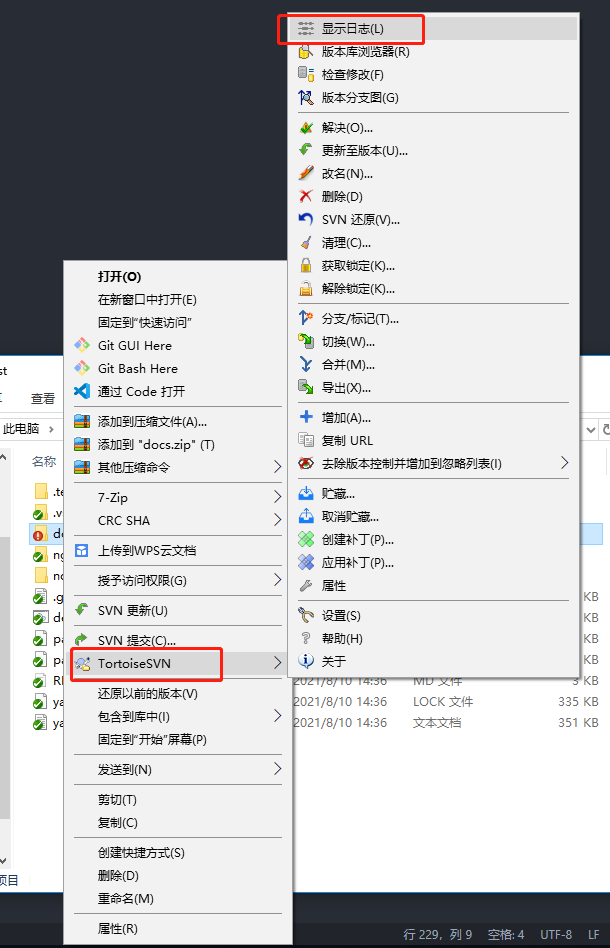 显示日志(L)
版本库浏览器(R)
检查修改(F)
版本分支图(G)
解决(O)...
更新至版本(U)...
改名(N)...
删除(D)
SVN 还原(V)...
清理(C)...
获取锁定(K)...
解除锁定(K)...
分支/标记(T)...
切换(W)...
合并(M)...
导出(X)...
增加(A)...
复制 URL
去除版本控制并增加到忽略列表(I)
贮藏...
取消贮藏...
创建补丁(P)...
应用补丁(P)...
属性
设置(S)
帮助(H)
关于
打开(O)
在新窗口中打开(E)
固定到“快速访问”
Git GUI Here
Git Bash Here
通过 Code 打开
添加到压缩文件(A)...
添加到 "docs.zip" (T)
其他压缩命令
7-Zip
CRC SHA
上传到WPS云文档
授予访问权限(G)
SVN 更新(U)
SVN 提交(C)...
TortoiseSVN
还原以前的版本(V)
包含到库中(I)
固定到“开始”屏幕(P)
发送到(N)
剪切(T)
复制(C)
创建快捷方式(S)
删除(D)
重命名(M)
属性(R)
st
查看
此电脑
名称
.te
.v
do
ng
no
.g
do
pa
pa
RE
ya
ya
KB
KB
KB
KB
2021/8/10 14:36 MD 文件 3 KB
2021/8/10 14:36 LOCK 文件 335 KB
2021/8/10 14:36 文本文档 351 KB
项目
行 229，列 9 空格: 4 UTF-8 LF